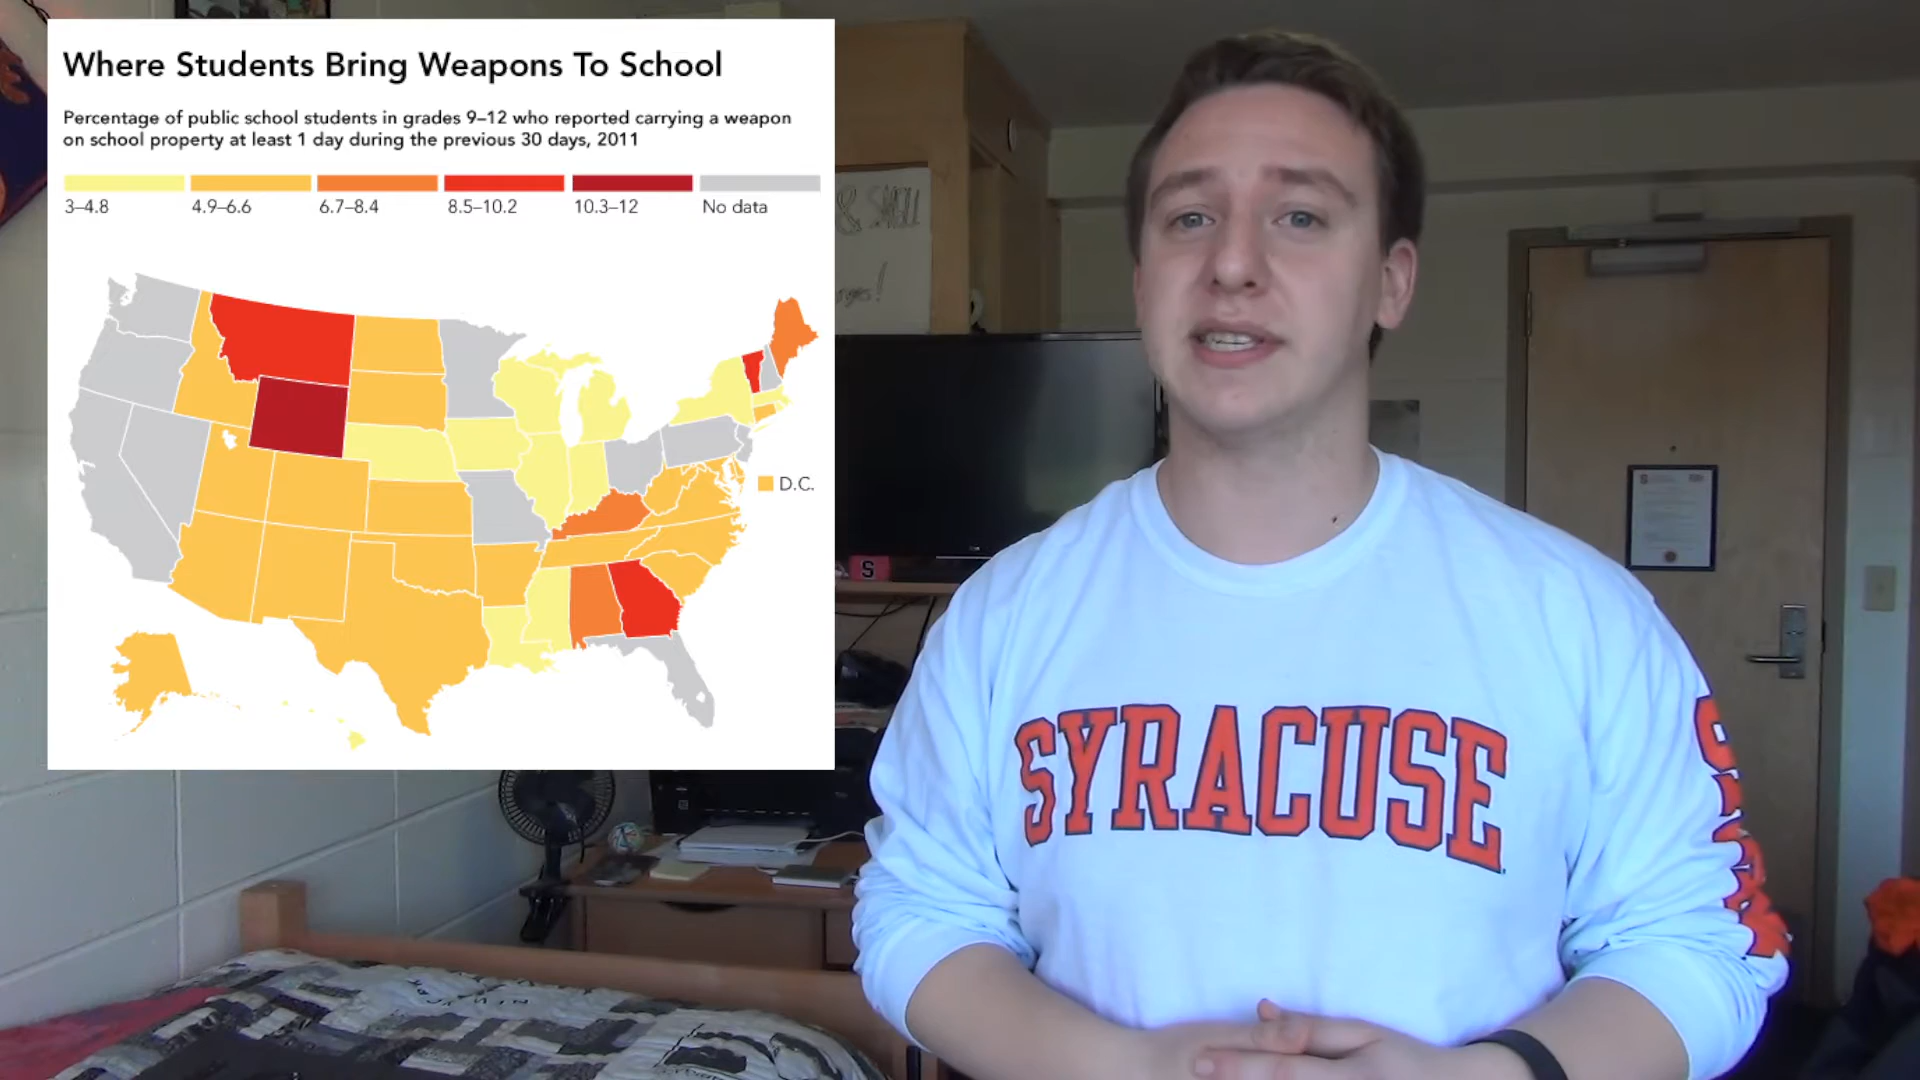 Where Students Bring Weapons To School
Percentage of public school students in grades 9–12 who reported carrying a weapon
on school property at least 1 day during the previous 30 days, 2011
3–4.8
4.9–6.6
6.7–8.4
8.5–10.2
10.3–12
No data
D.C.
S
SYRACUSE